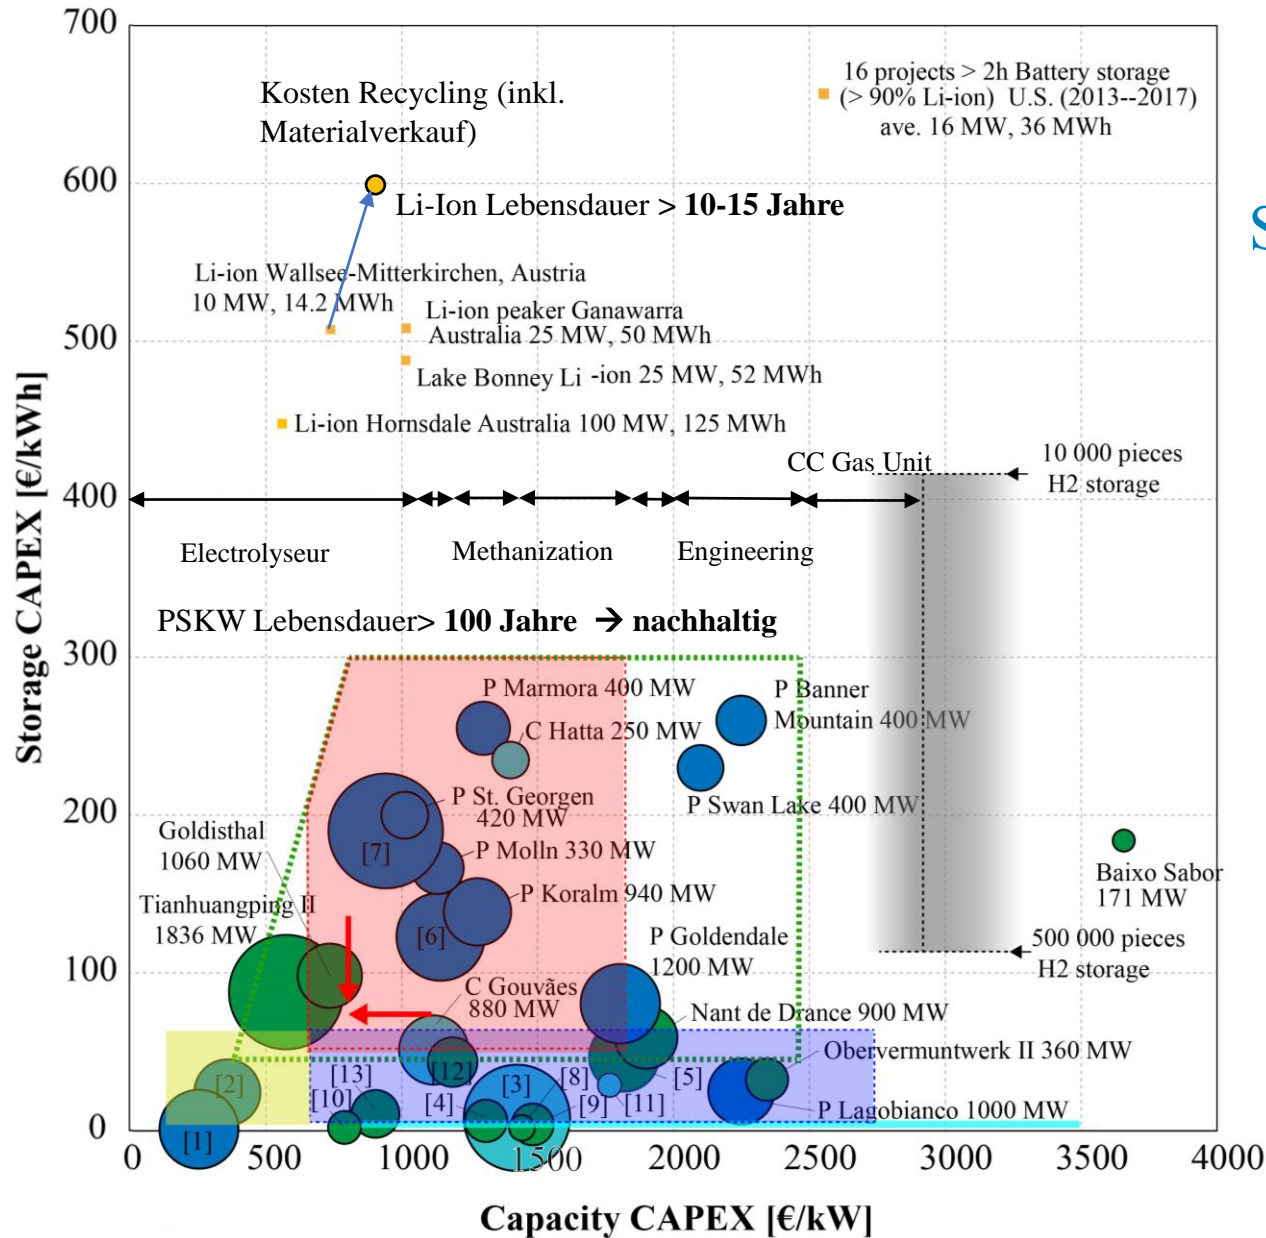 700
16 projects > 2h Battery storage
(> 90% Li-ion) U.S. (2013--2017)
ave. 16 MW, 36 MWh
Kosten Recycling (inkl.
Materialverkauf)
600
Li-Ion Lebensdauer > 10-15 Jahre
S
Li-ion Wallsee-Mitterkirchen, Austria
10 MW, 14.2 MWh
Li-ion peaker Ganawarra
Australia 25 MW, 50 MWh
500
Lake Bonney Li -ion 25 MW, 52 MWh
Li-ion Hornsdale Australia 100 MW, 125 MWh
CC Gas Unit
10 000 pieces
H2 storage
400
Electrolyseur
Methanization
Engineering
PSKW Lebensdauer> 100 Jahre → nachhaltig
300
Storage CAPEX [€/kWh]
P Marmora 400 MW
C Hatta 250 MW
P Banner
Mountain 400 MW
P Swan Lake 400 MW
P St. Georgen
420 MW
200
Goldisthal
1060 MW
[7]
P Molln 330 MW
P Koralm 940 MW
Baixo Sabor
171 MW
Tianhuangping II
1836 MW
[6]
P Goldendale
1200 MW
500 000 pieces
H2 storage
100
C Gouvães
880 MW
Nant de Drance 900 MW
Obervermuntwerk II 360 MW
[2]
[13]
[12]
[3]
[8]
[5]
[10]
[4]
[9]
[11]
P Lagobianco 1000 MW
[1]
0
0 500 1000 1500 2000 2500 3000 3500 4000
Capacity CAPEX [€/kW]